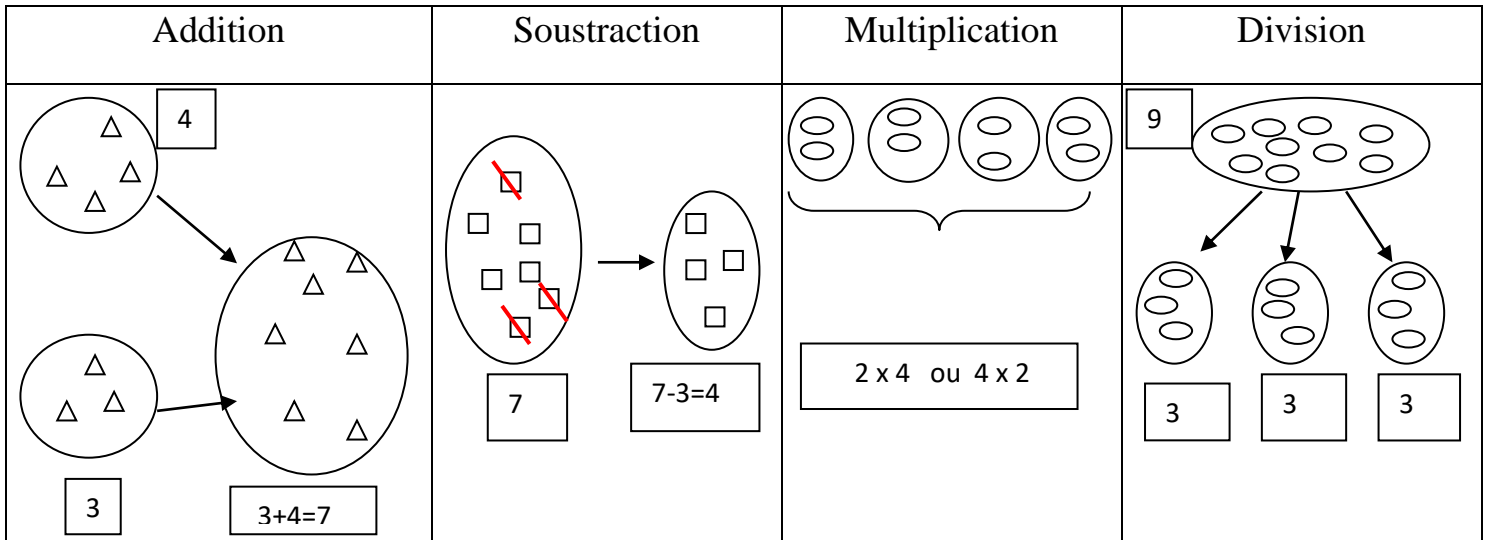 Addition
Soustraction
Multiplication
Division
4
3
3+4=7
7
7-3=4
2 x 4 ou 4 x 2
9
3
3
3